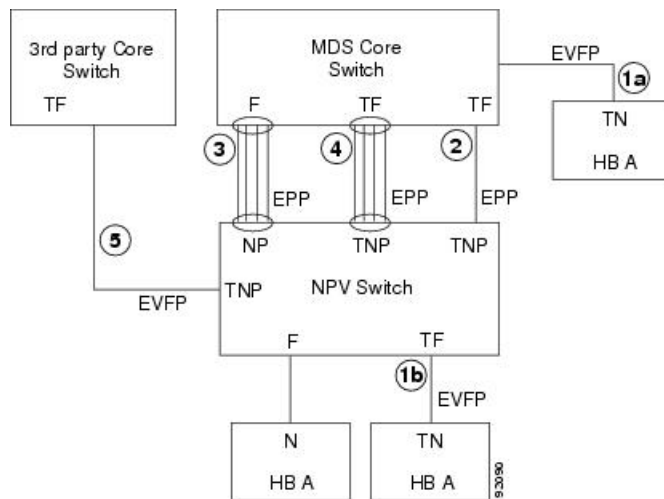 3rd party Core
Switch
TF
MDS Core
Switch
F
TF
TF
EVFP
1a
TN
HB A
3
4
2
EPP
EPP
EPP
5
EVFP
NP
TNP
TNP
TNP
NPV Switch
F
TF
1b
EVFP
N
HB A
TN
HB A
93090